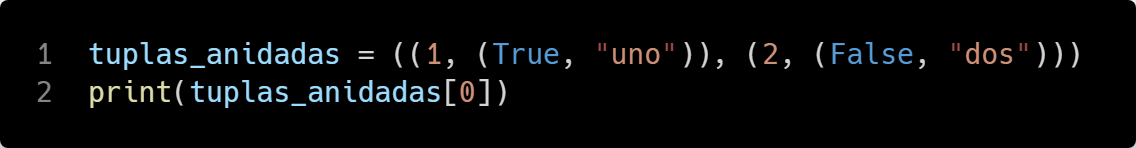 1 tuplas_anidadas = ((1, (True, "uno")), (2, (False, "dos")))
2 print(tuplas_anidadas[0])